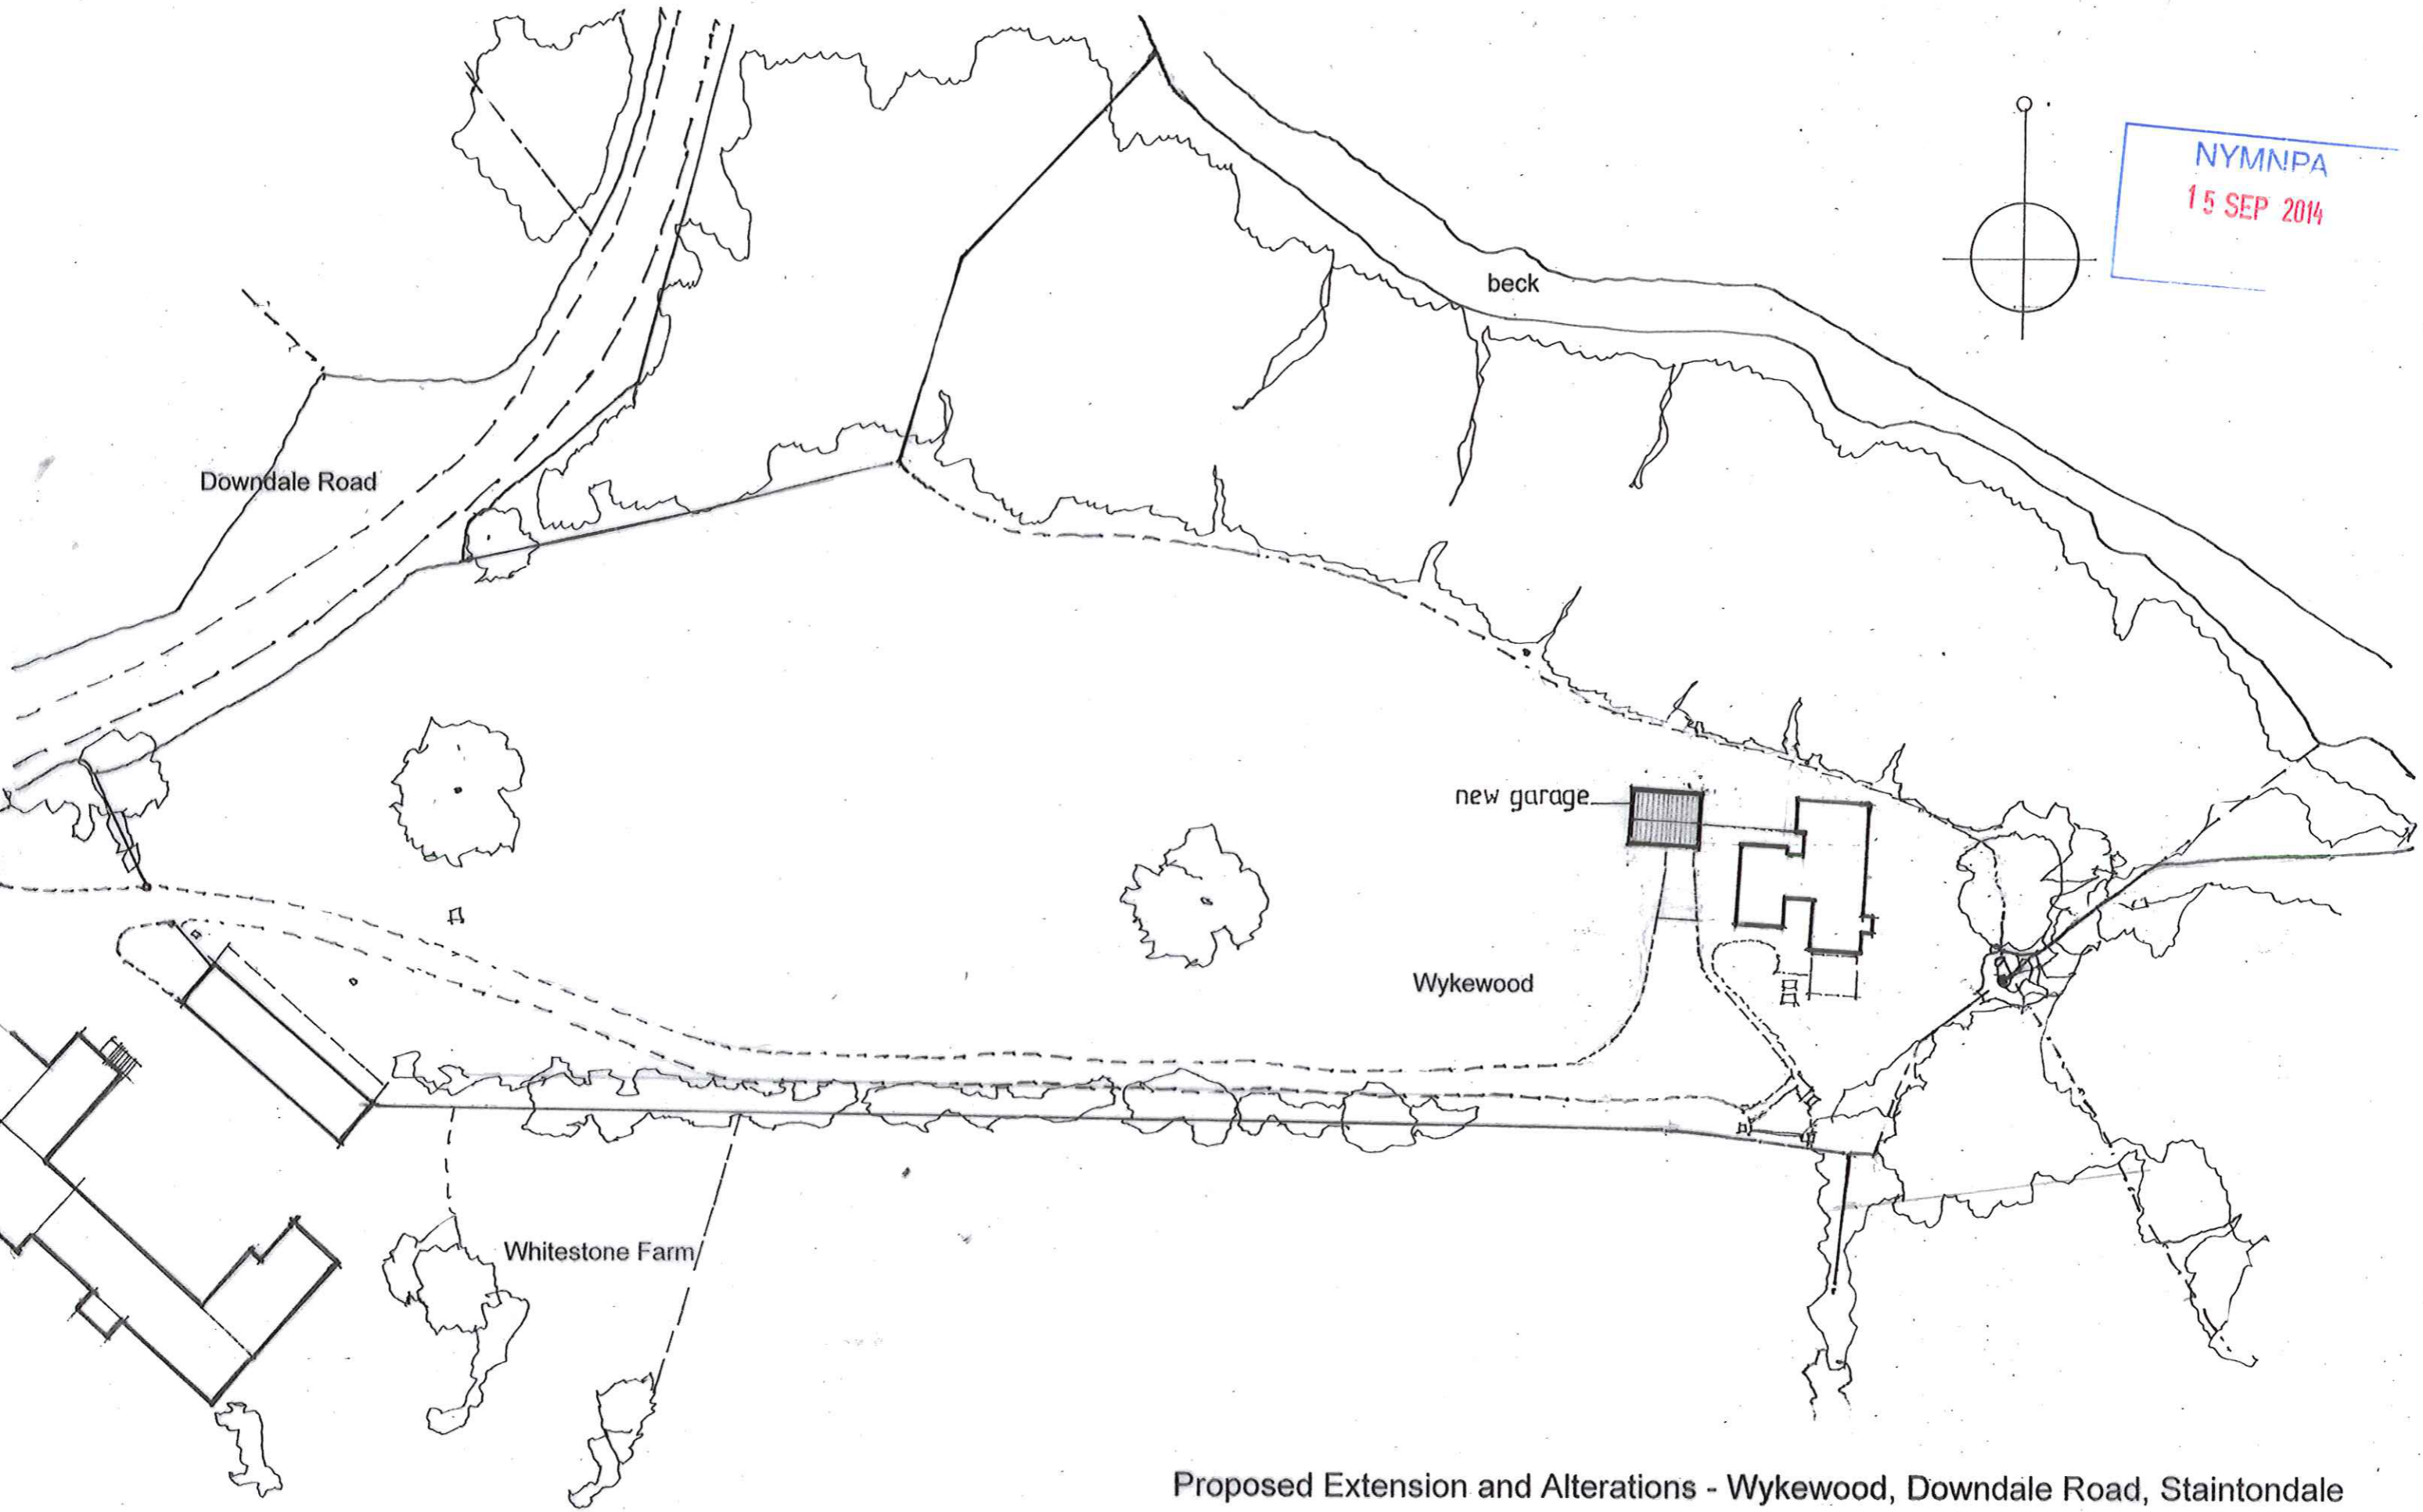 NYMNPA
15 SEP 2014
beck
Downdale Road
new garage
Wykewood
Whitestone Farm
Proposed Extension and Alterations - Wykewood, Downdale Road, Staintondale